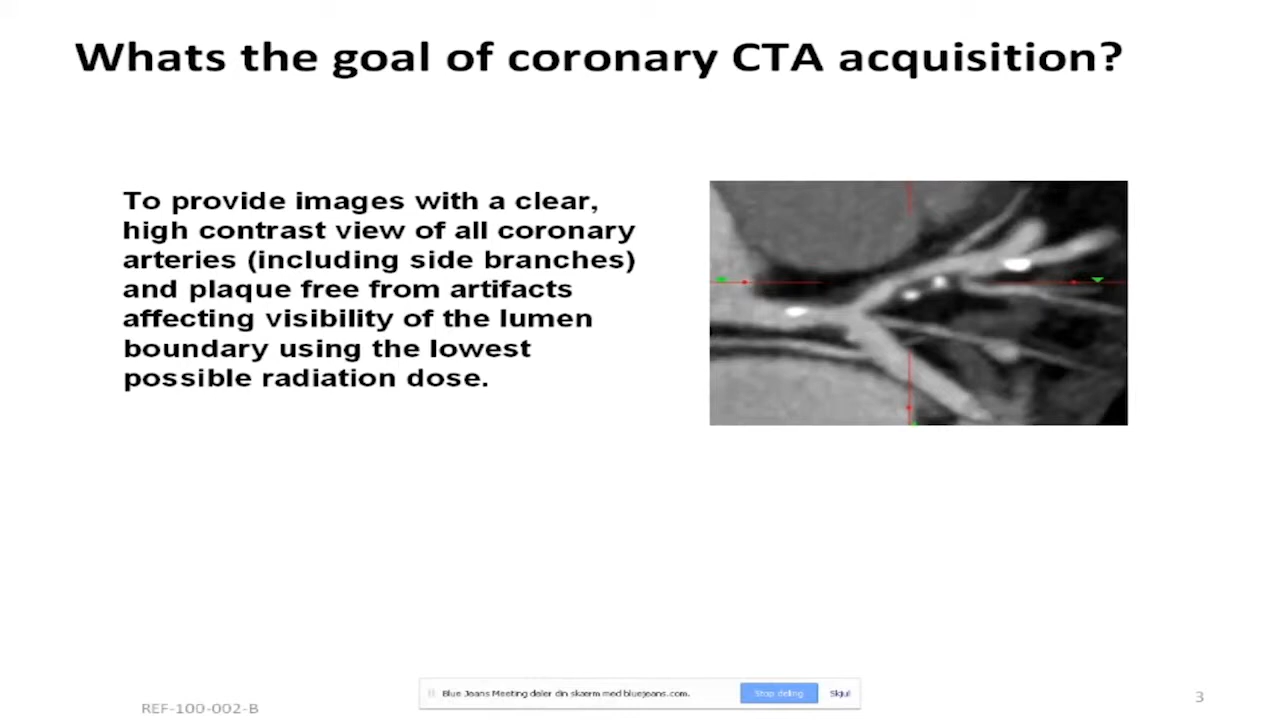 Whats the goal of coronary CTA acquisition?
To provide images with a clear,
high contrast view of all coronary
arteries (including side branches)
and plaque free from artifacts
affecting visibility of the lumen
boundary using the lowest
possible radiation dose.
Blue Jeans Meeting deler din skærm med bluejeans.com.
Stop deling
Skjul
REF-100-002-B
3